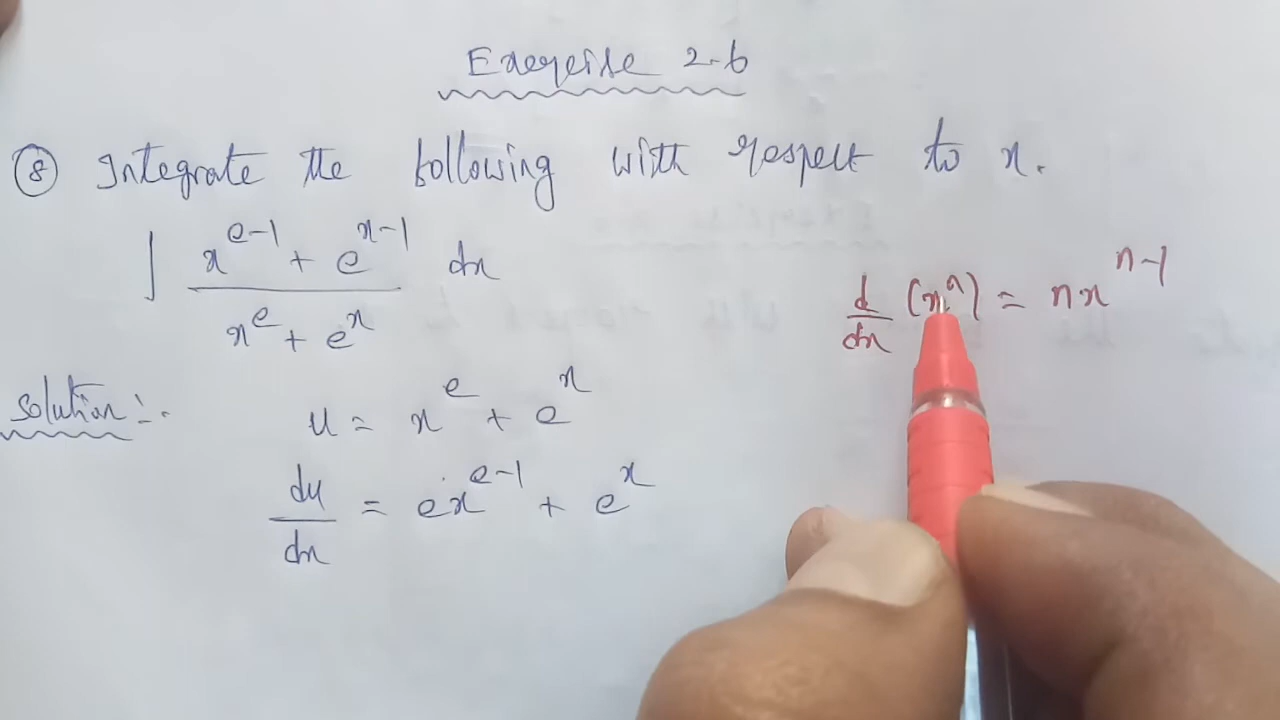 Exercise 2.6
⑧ Integrate the following with respect to x.
∫ (x^(e-1) + e^(x-1)) / (x^e + e^x) dx
d/dx (x^n) = nx^(n-1)
Solution:-
u = x^e + e^x
du/dx = ex^(e-1) + e^x